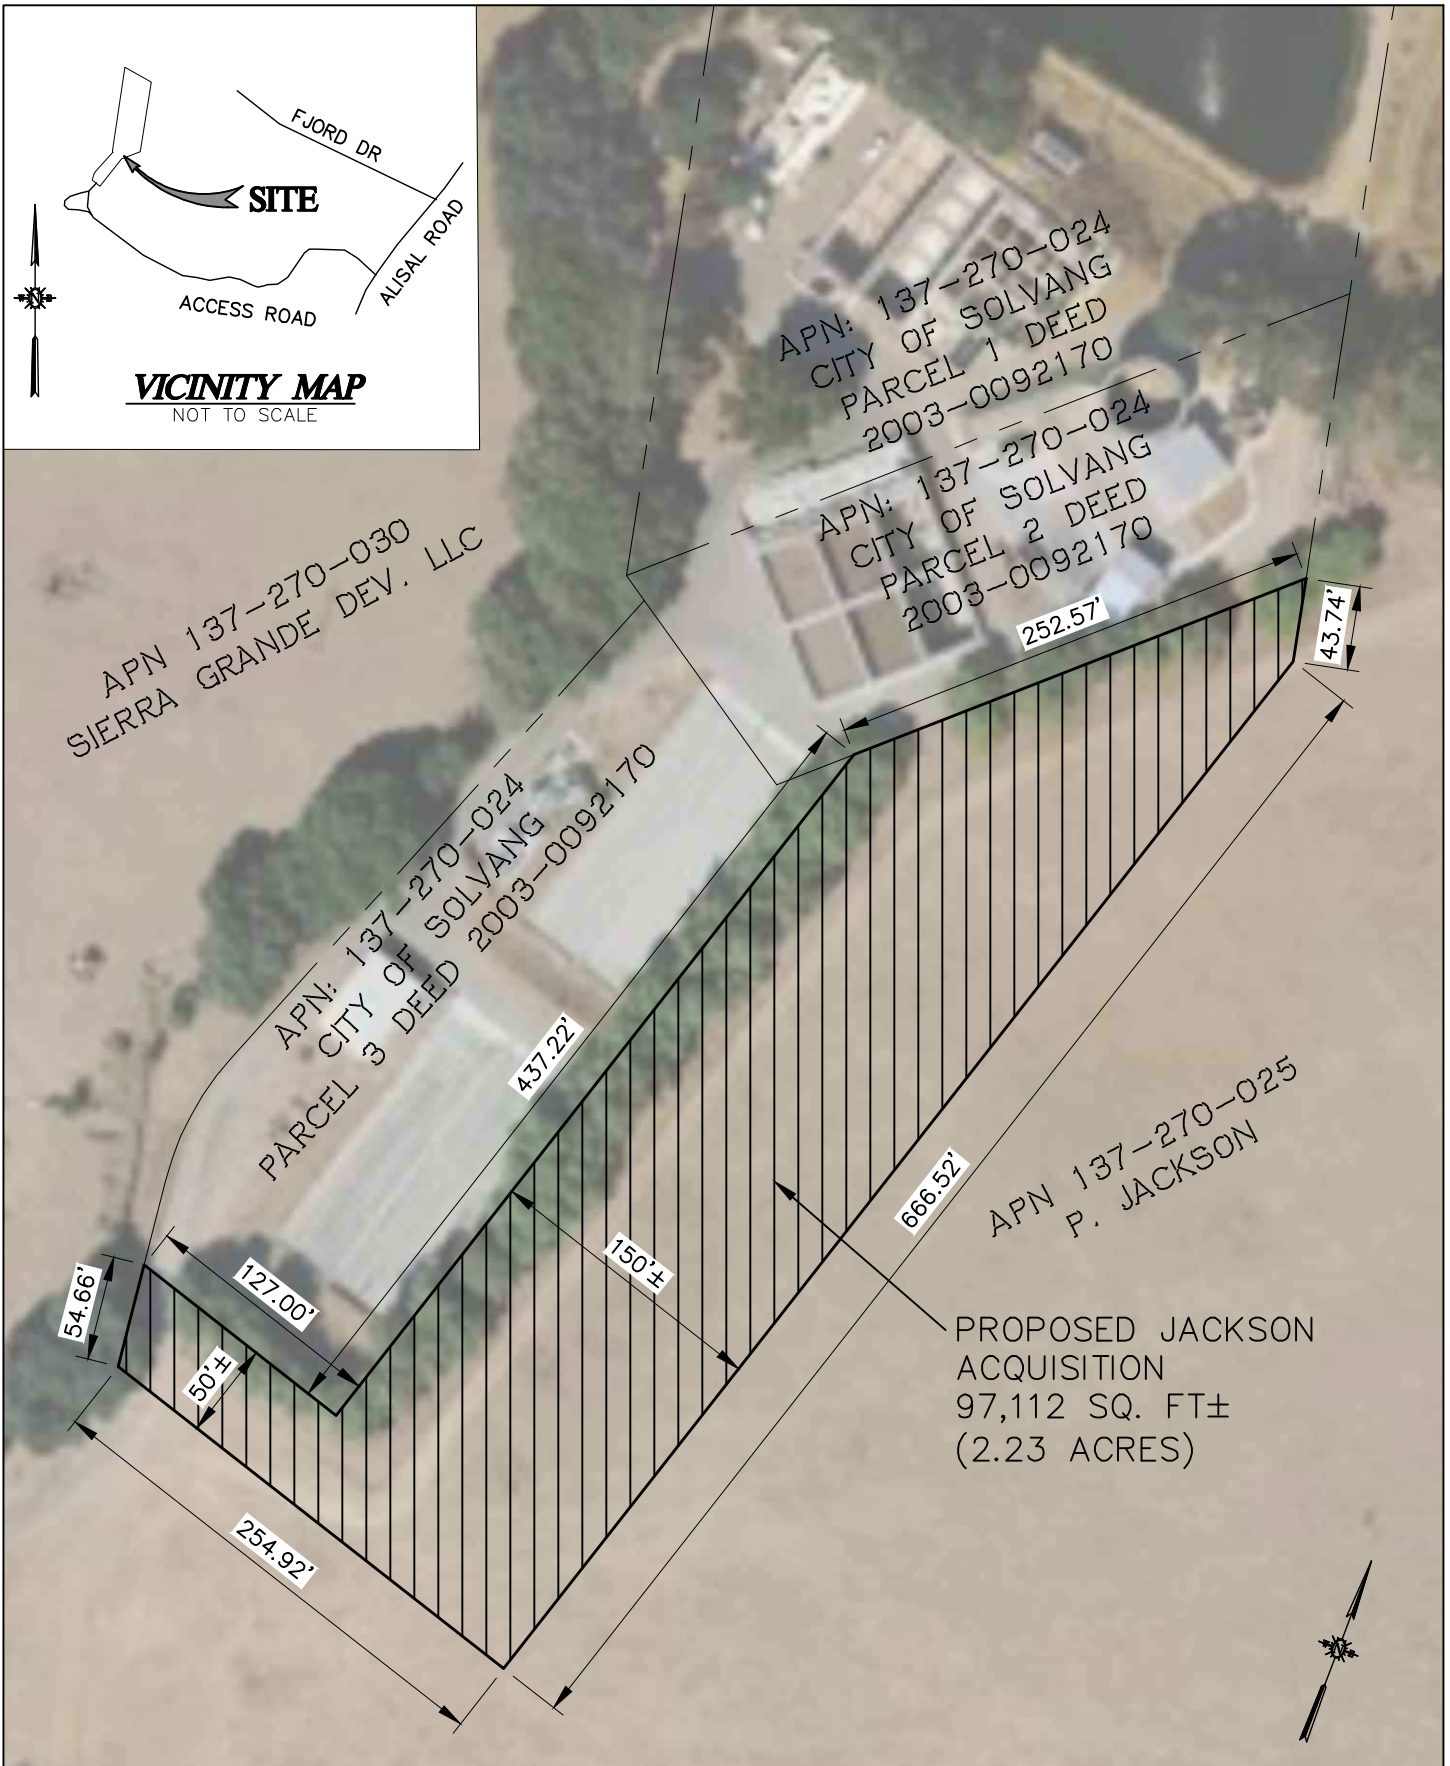 FJORD DR
SITE
ALISAL ROAD
ACCESS ROAD
N
VICINITY MAP
NOT TO SCALE
APN: 137-270-024
CITY OF SOLVANG
PARCEL 1 DEED
2003-0092170
APN: 137-270-024
CITY OF SOLVANG
PARCEL 2 DEED
2003-0092170
APN 137-270-030
SIERRA GRANDE DEV. LLC
252.57'
43.74'
APN: 137-270-024
CITY OF SOLVANG
PARCEL 3 DEED 2003-0092170
437.22'
666.52'
APN 137-270-025
P. JACKSON
150'±
127.00'
54.66'
50'±
254.92'
PROPOSED JACKSON
ACQUISITION
97,112 SQ. FT±
(2.23 ACRES)
N